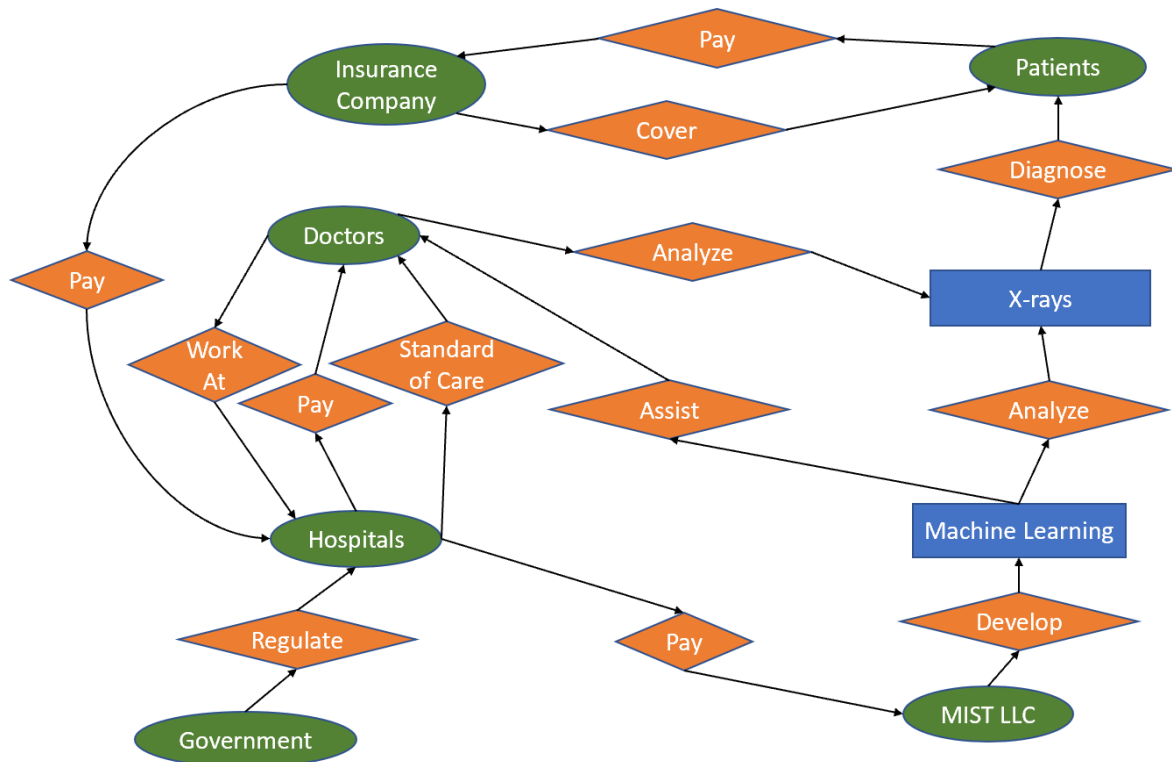 Pay
Insurance
Company
Patients
Cover
Diagnose
Doctors
Analyze
Pay
X-rays
Work
At
Standard
of Care
Pay
Assist
Analyze
Hospitals
Machine Learning
Regulate
Pay
Develop
Government
MIST LLC